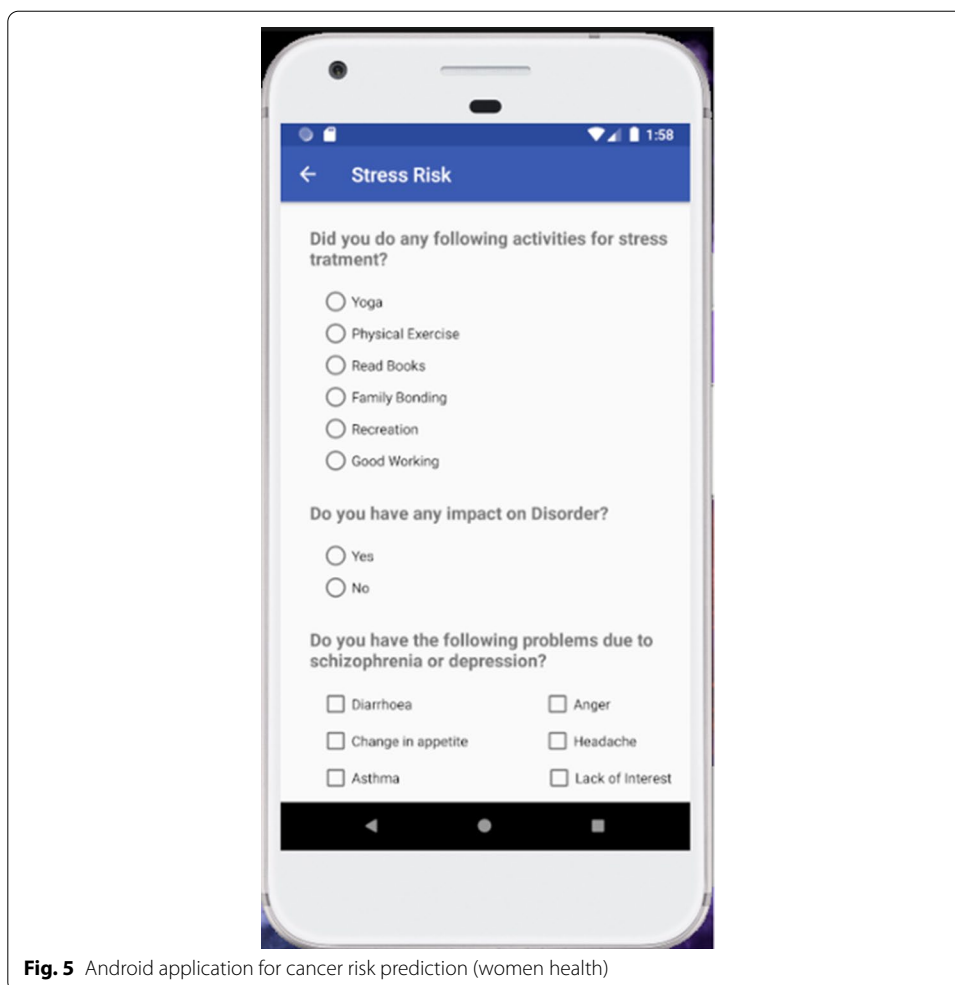 1:58
Stress Risk
Did you do any following activities for stress
tratment?
Yoga
Physical Exercise
Read Books
Family Bonding
Recreation
Good Working
Do you have any impact on Disorder?
Yes
No
Do you have the following problems due to
schizophrenia or depression?
Diarrhoea Anger
Change in appetite Headache
Asthma Lack of Interest
Fig. 5 Android application for cancer risk prediction (women health)